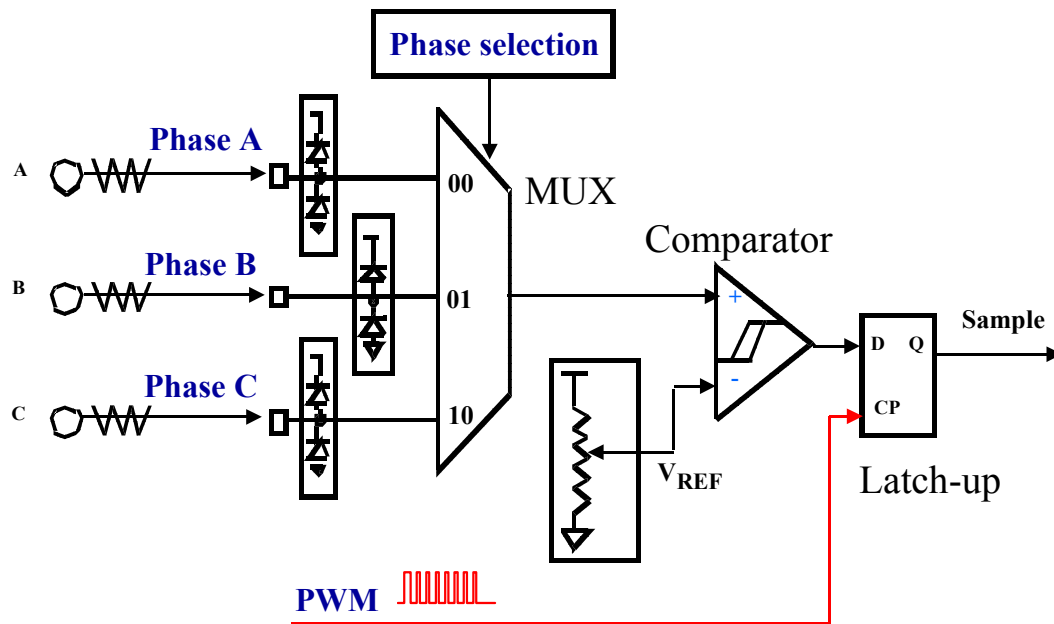 Phase selection
A
Phase A
00
MUX
Comparator
B
Phase B
01
+
-
Sample
D
Q
CP
C
Phase C
10
VREF
Latch-up
PWM